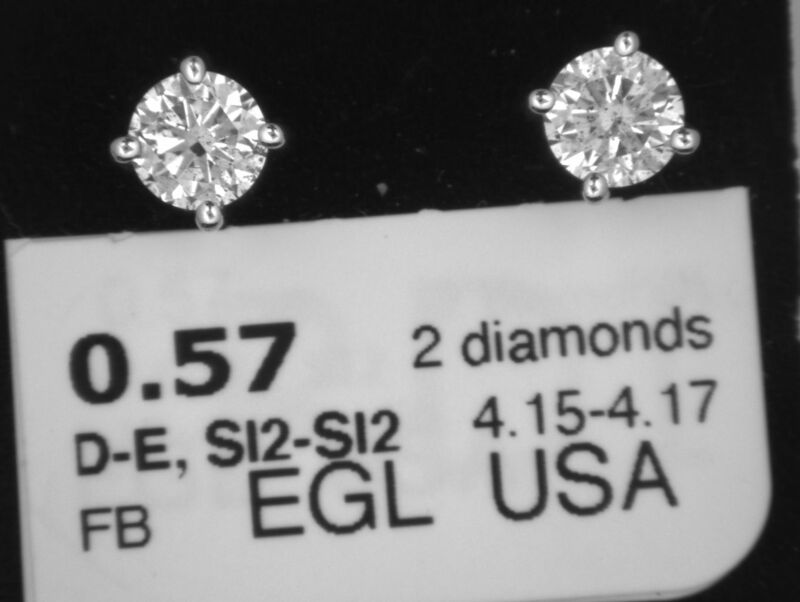 0.57 2 diamonds
D-E, SI2-SI2 4.15-4.17
FB EGL USA